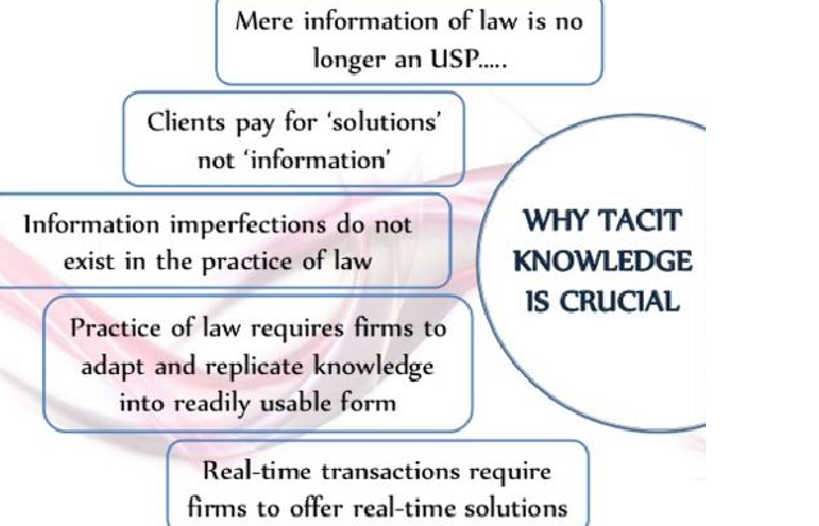 Mere information of law is no
longer an USP.....
Clients pay for ‘solutions’
not ‘information’
Information imperfections do not
exist in the practice of law
Practice of law requires firms to
adapt and replicate knowledge
into readily usable form
Real-time transactions require
firms to offer real-time solutions
WHY TACIT
KNOWLEDGE
IS CRUCIAL